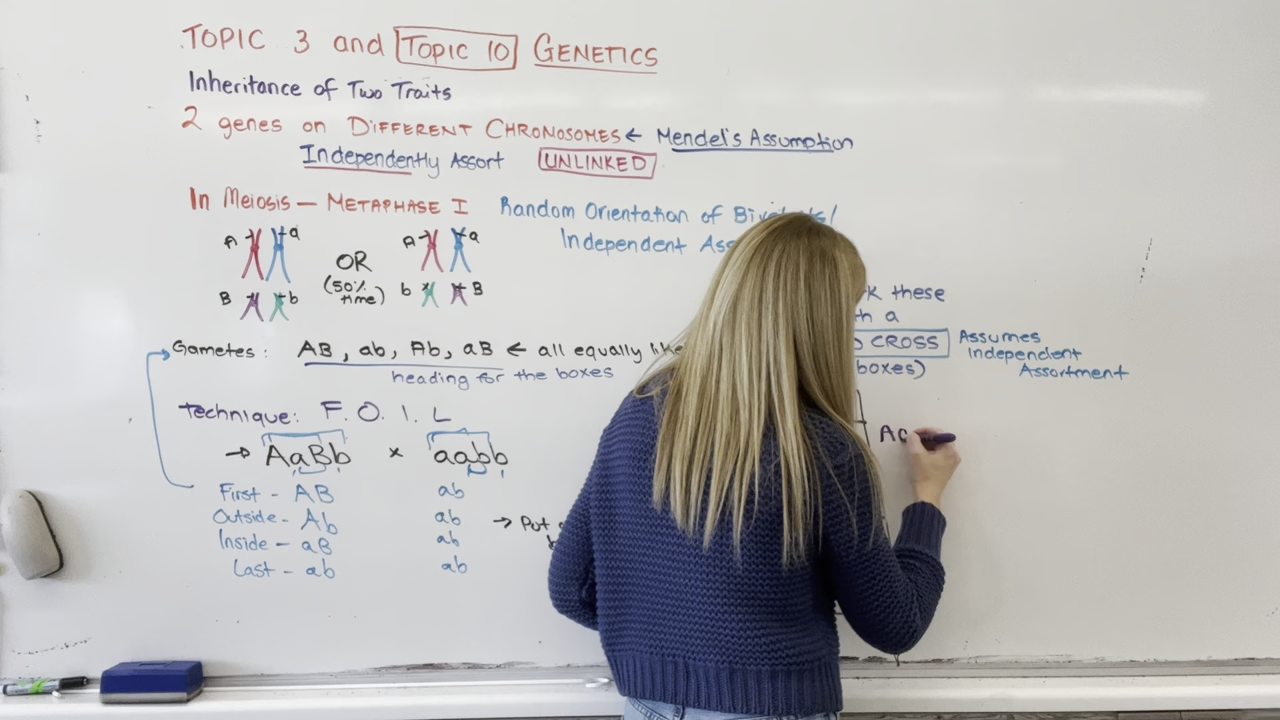 TOPIC 3 and Topic 10 GENETICS
Inheritance of Two Traits
2 genes on DIFFERENT CHRONOSOMES ← Mendel's Assumption
Independently Assort UNLINKED
In Meiosis — METAPHASE I Random Orientation of
Independent
A a OR A a
(50% time)
B b b B
these
a
CROSS Assumes
Independent
Assortment
boxes)
Gametes: AB, ab, Ab, aB ← all equally
heading for the boxes
Technique: F. O. I. L
→ AaBb × aabb
First - AB ab
Outside - Ab ab
Inside - aB ab
Last - ab ab
→ Put